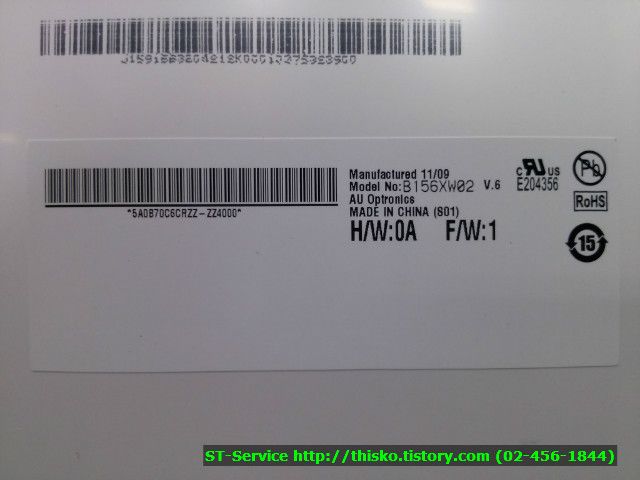 Manufactured 11/09
Model No:B156XW02 V.6
AU Optronics
MADE IN CHINA (S01)
H/W:0A F/W:1
c RU US
E204356
Pb
RoHS
15
*5A0B70C6CRZZ-ZZ4000*
ST-Service http://thisko.tistory.com (02-456-1844)